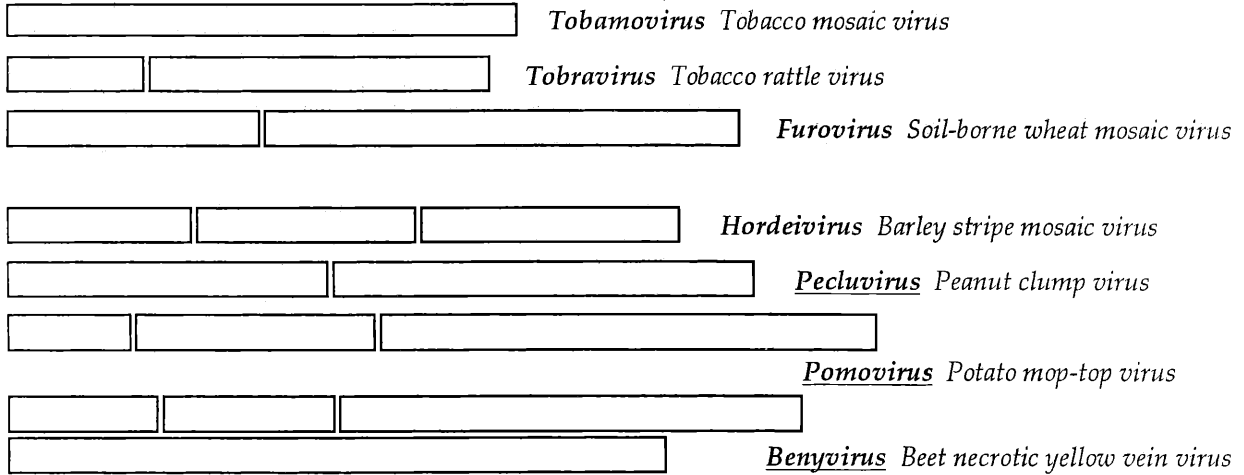 Tobamovirus Tobacco mosaic virus
Tobravirus Tobacco rattle virus
Furovirus Soil-borne wheat mosaic virus
Hordeivirus Barley stripe mosaic virus
Pecluvirus Peanut clump virus
Pomovirus Potato mop-top virus
Benyvirus Beet necrotic yellow vein virus